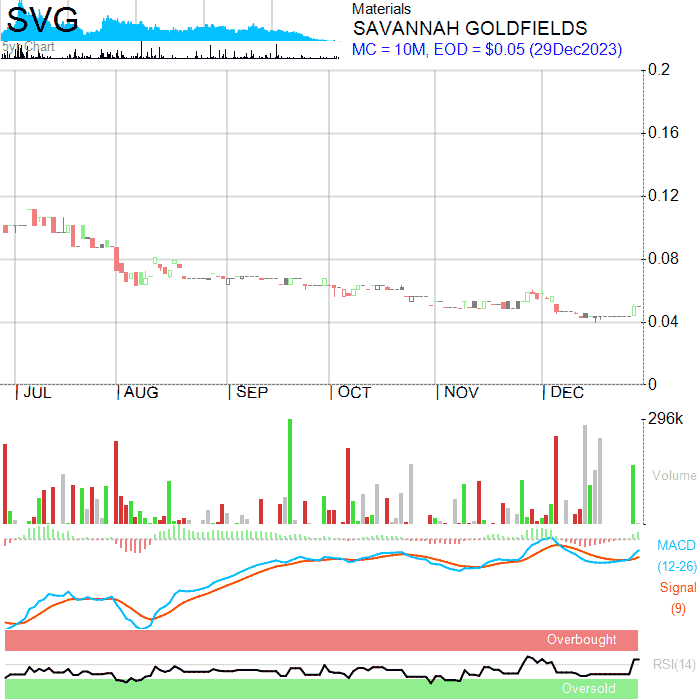 SVG
5yr Chart
Materials
SAVANNAH GOLDFIELDS
MC = 10M, EOD = $0.05 (29Dec2023)
0.2
0.16
0.12
0.08
0.04
0
JUL AUG SEP OCT NOV DEC
296k
Volume
MACD
(12-26)
Signal
(9)
Overbought
RSI(14)
Oversold